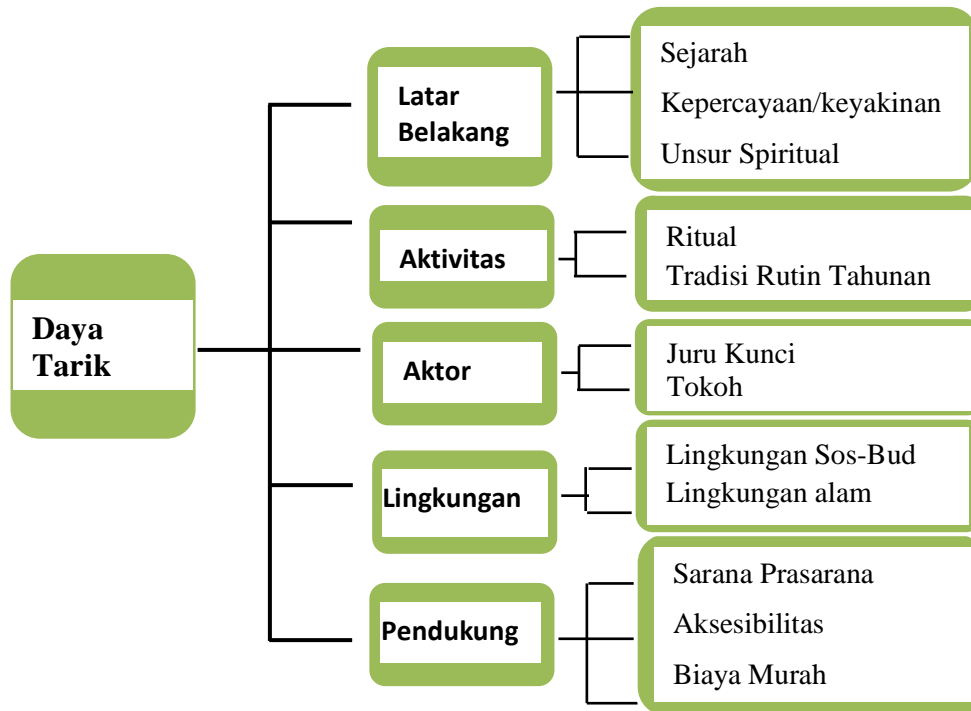 Daya
Tarik
Latar
Belakang
Sejarah
Kepercayaan/keyakinan
Unsur Spiritual
Aktivitas
Ritual
Tradisi Rutin Tahunan
Aktor
Juru Kunci
Tokoh
Lingkungan
Lingkungan Sos-Bud
Lingkungan alam
Pendukung
Sarana Prasarana
Aksesibilitas
Biaya Murah